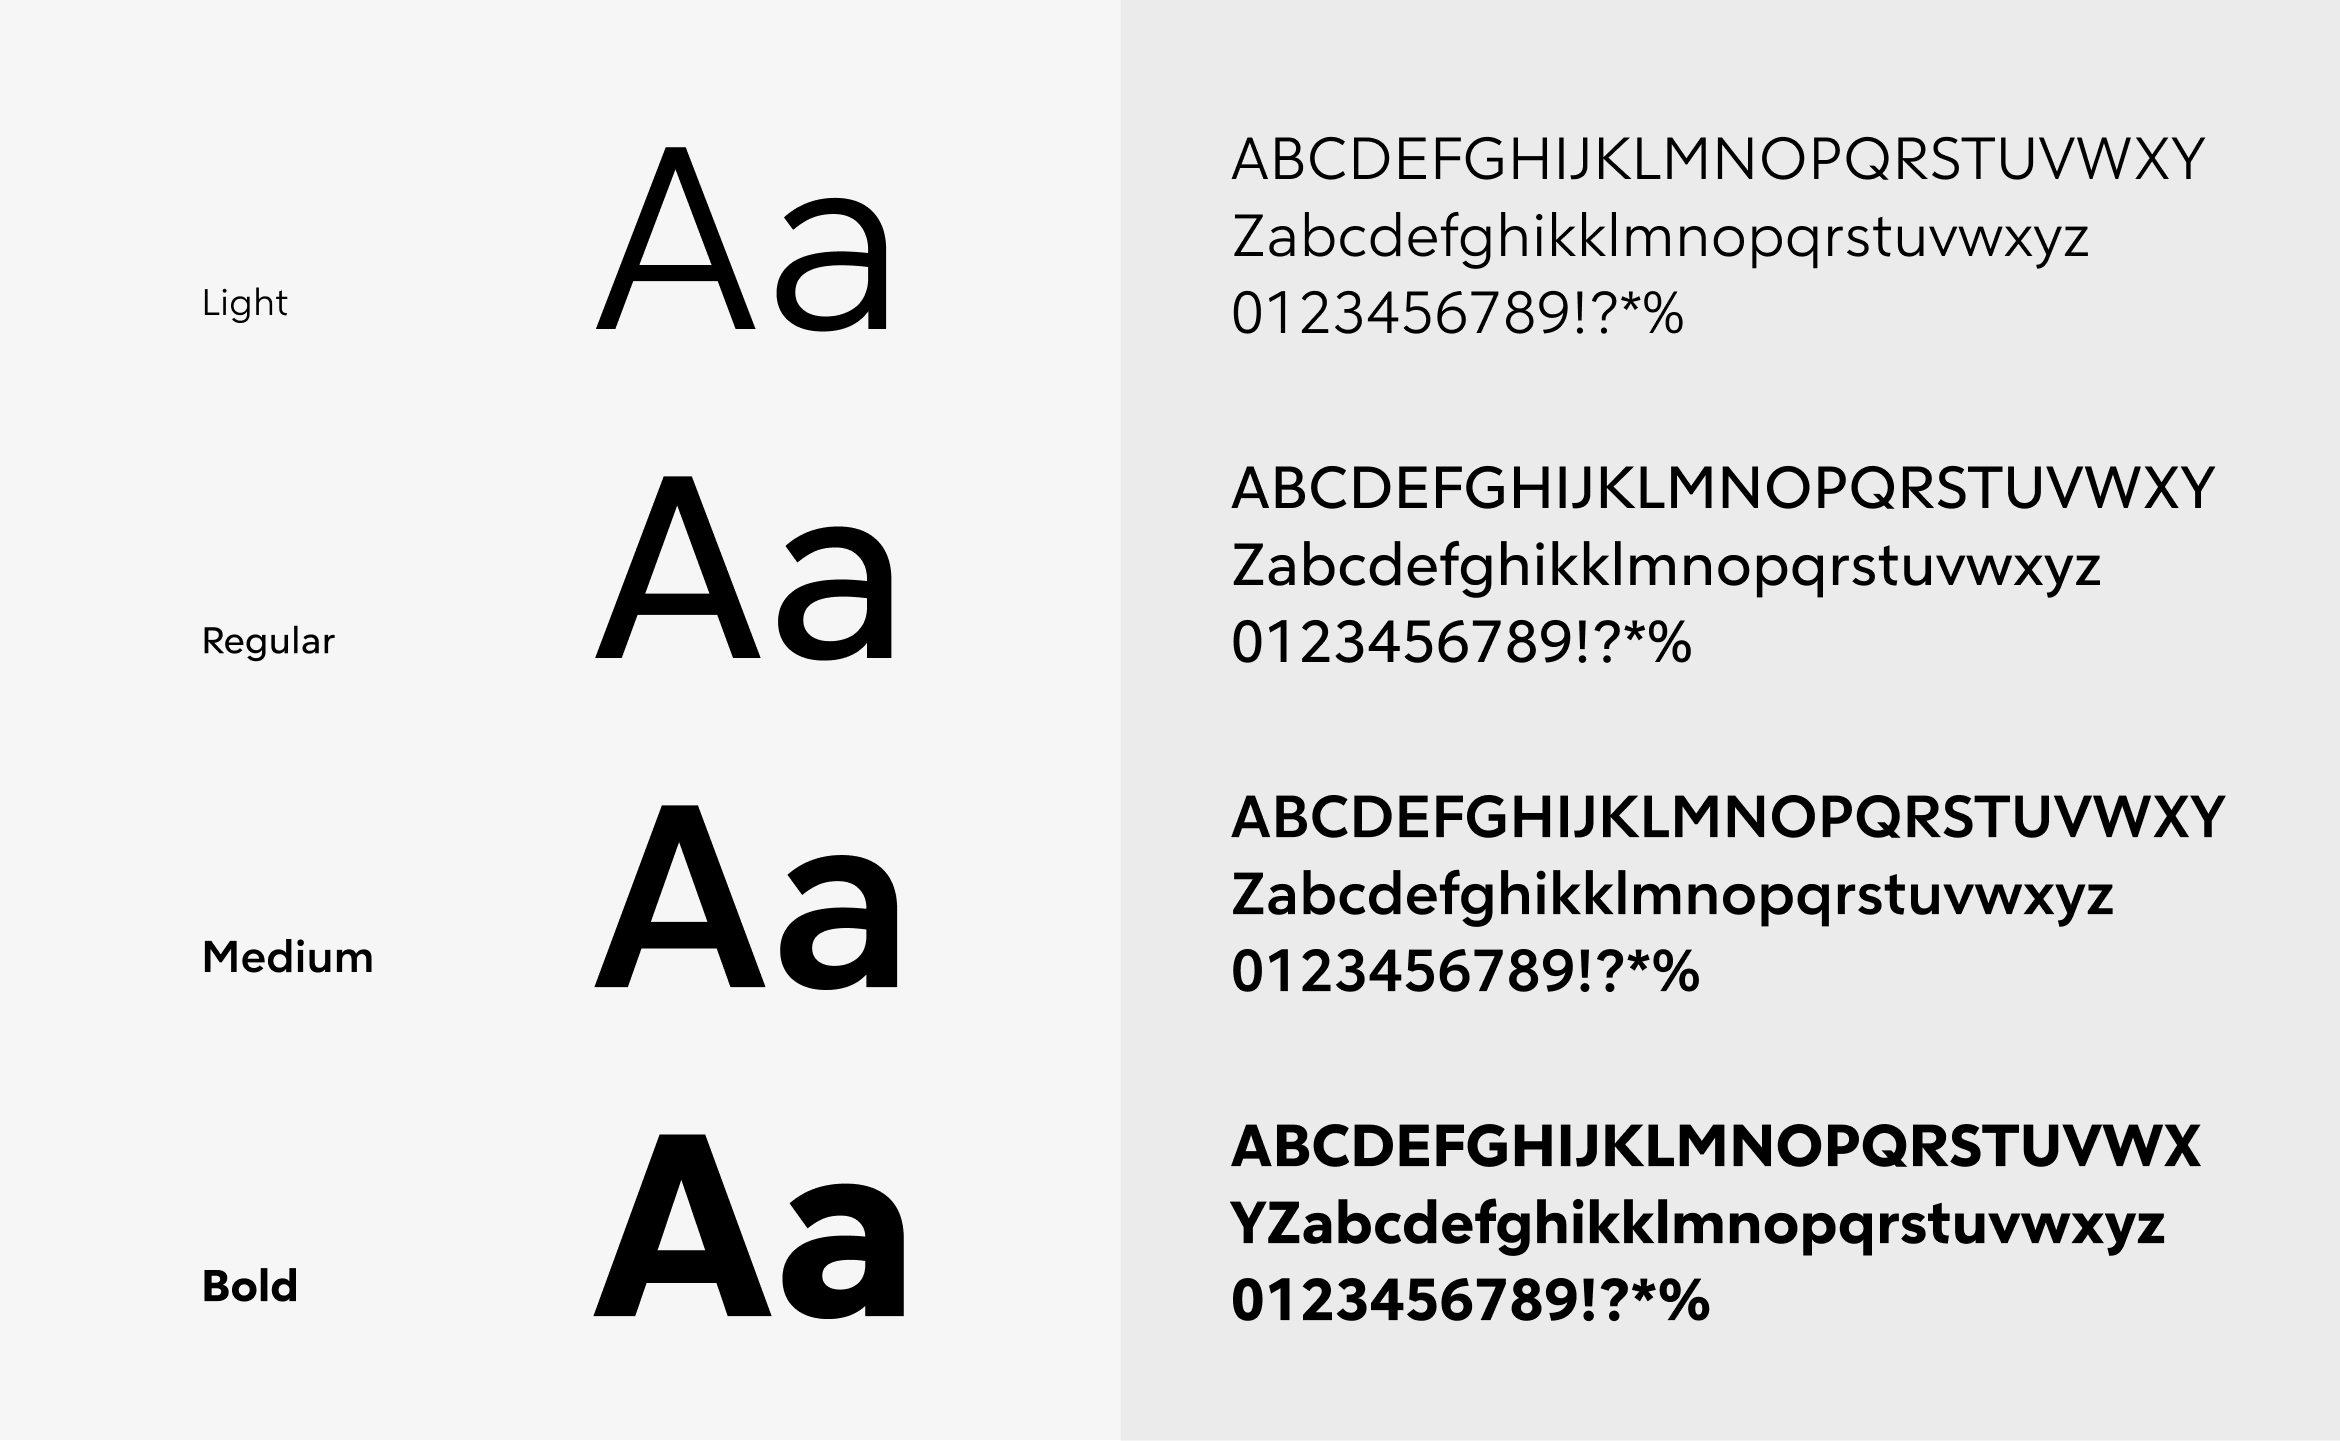 Light
Aa
ABCDEFGHIJKLMNOPQRSTUVWXY
Zabcdefghikklmnopqrstuvwxyz
0123456789!?*%
Regular
Aa
ABCDEFGHIJKLMNOPQRSTUVWXY
Zabcdefghikklmnopqrstuvwxyz
0123456789!?*%
Medium
Aa
ABCDEFGHIJKLMNOPQRSTUVWXY
Zabcdefghikklmnopqrstuvwxyz
0123456789!?*%
Bold
Aa
ABCDEFGHIJKLMNOPQRSTUVWX
YZabcdefghikklmnopqrstuvwxyz
0123456789!?*%